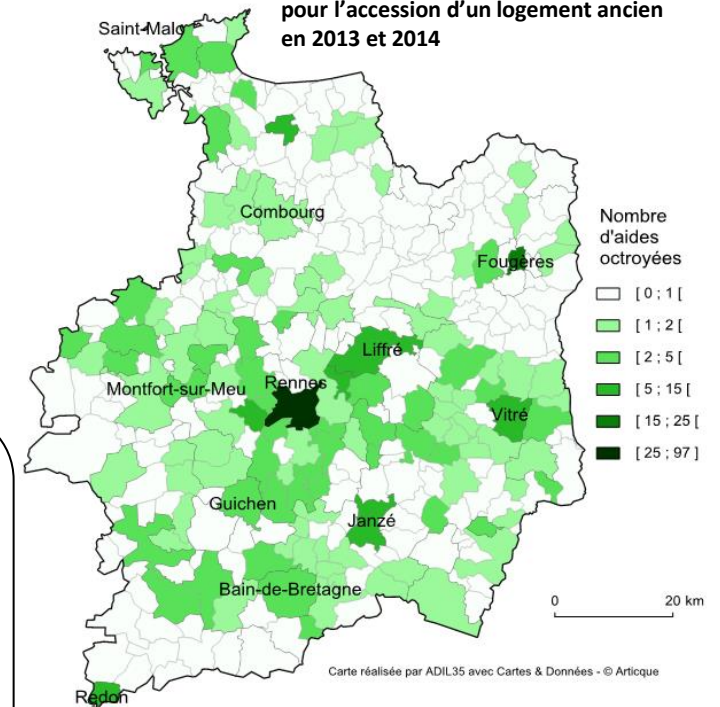 pour l’accession d’un logement ancien
en 2013 et 2014
Saint-Malo
Combourg
Fougères
Nombre
d'aides
octroyées
[ 0 ; 1 [
[ 1 ; 2 [
[ 2 ; 5 [
[ 5 ; 15 [
[ 15 ; 25 [
[ 25 ; 97 ]
Liffré
Montfort-sur-Meu
Rennes
Vitré
Guichen
Janzé
Bain-de-Bretagne
0 20 km
Carte réalisée par ADIL35 avec Cartes & Données - © Articque
Redon